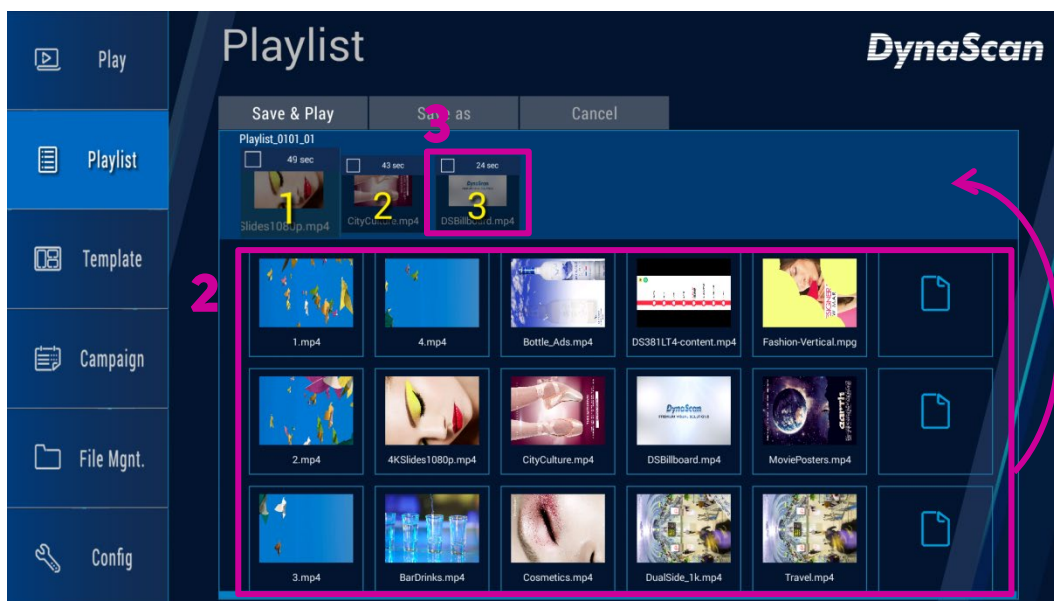 Playlist
DynaScan
Play
Playlist
Template
Campaign
File Mgnt.
Config
Save & Play
Save as
Cancel
3
Playlist_0101_01
49 sec
43 sec
24 sec
1
2
3
Slides1080p.mp4
CityCulture.mp4
DSBillboard.mp4
2
1.mp4
4.mp4
Bottle_Ads.mp4
DS381LT4-content.mp4
Fashion-Vertical.mpg
DynaScan
2.mp4
4KSlides1080p.mp4
CityCulture.mp4
DSBillboard.mp4
MoviePosters.mp4
3.mp4
BarDrinks.mp4
Cosmetics.mp4
DualSide_1k.mp4
Travel.mp4